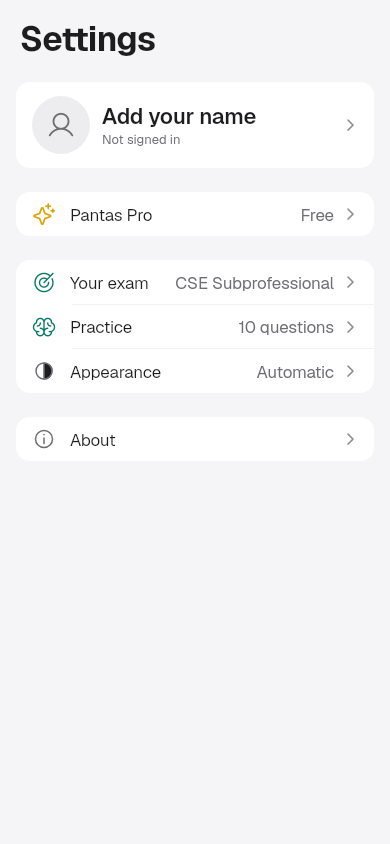 Settings
Add your name
Not signed in
Pantas Pro Free
Your exam CSE Subprofessional
Practice 10 questions
Appearance Automatic
About